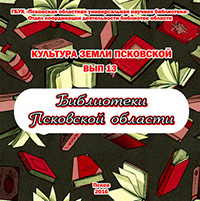 ГБУК «Псковская областная универсальная научная библиотека»
Отдел координации деятельности библиотек области
КУЛЬТУРА ЗЕМЛИ ПСКОВСКОЙ
ВЫП 13
Библиотеки
Псковской области
Псков
2016